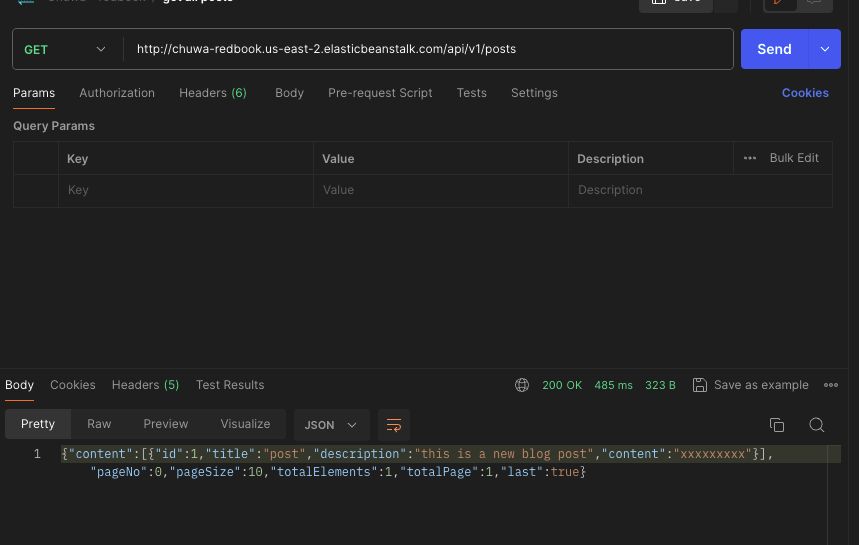 GET http://chuwa-redbook.us-east-2.elasticbeanstalk.com/api/v1/posts Send
Params Authorization Headers (6) Body Pre-request Script Tests Settings Cookies
Query Params
Key Value Description ••• Bulk Edit
Key Value Description
Body Cookies Headers (5) Test Results 200 OK 485 ms 323 B Save as example •••
Pretty Raw Preview Visualize JSON
1 {"content":[{"id":1,"title":"post","description":"this is a new blog post","content":"xxxxxxxxx"}],
"pageNo":0,"pageSize":10,"totalElements":1,"totalPage":1,"last":true}